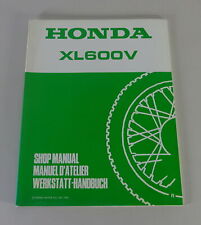 HONDA
XL600V
SHOP MANUAL
MANUEL D'ATELIER
WERKSTATT-HANDBUCH